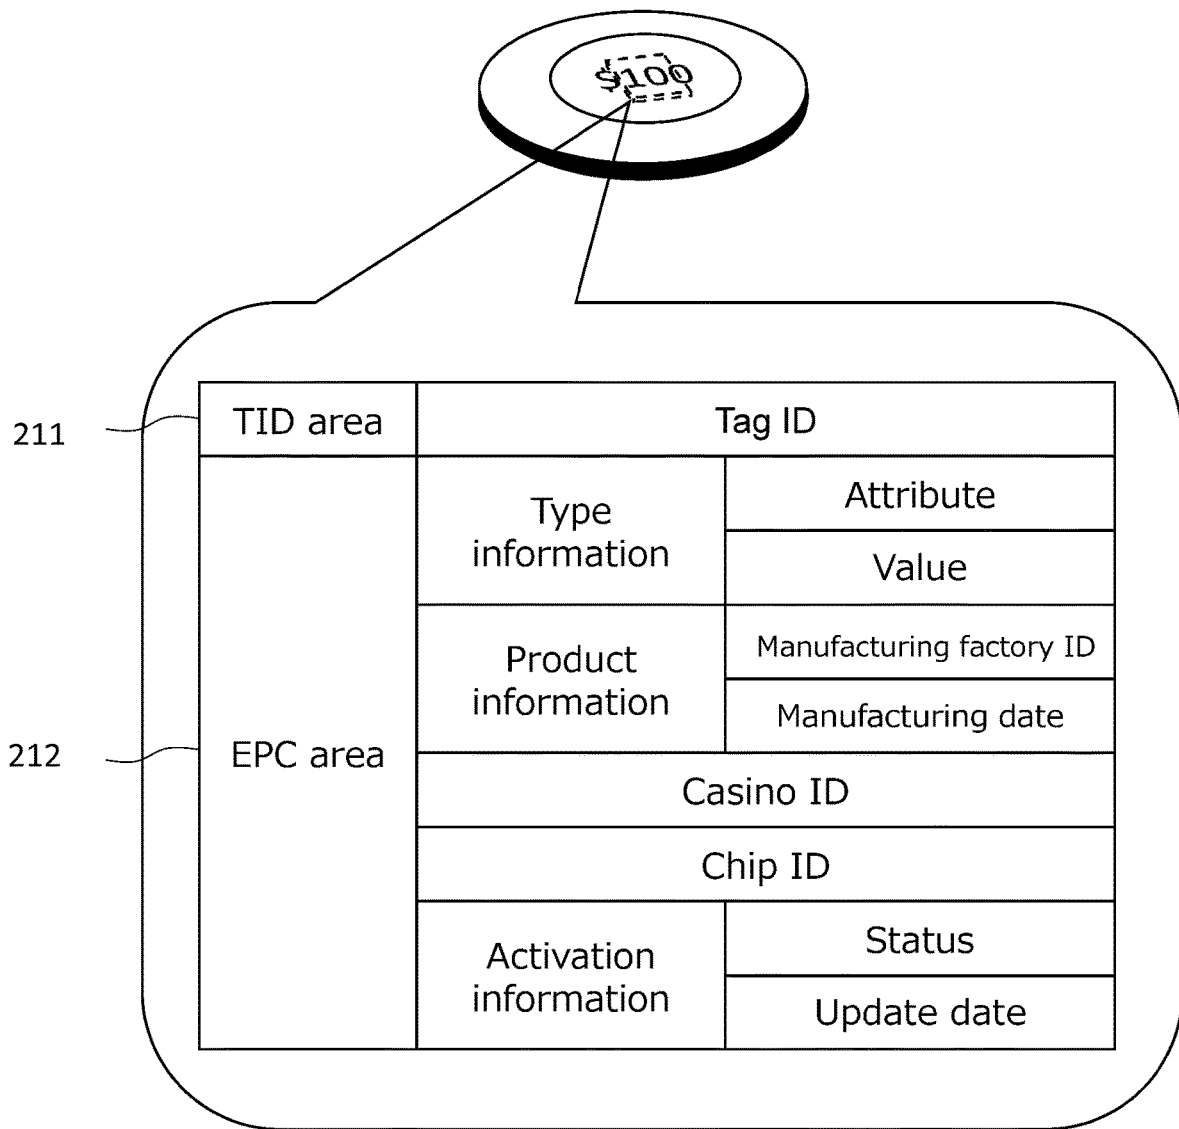 $100
211
TID area
Tag ID
212
EPC area
Type
information
Attribute
Value
Product
information
Manufacturing factory ID
Manufacturing date
Casino ID
Chip ID
Activation
information
Status
Update date